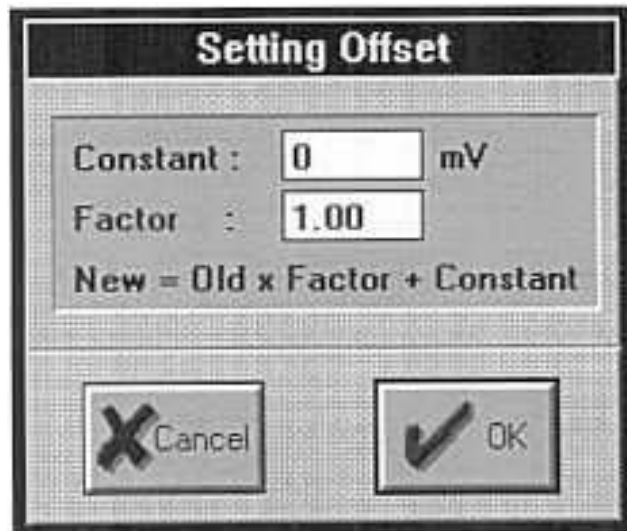 Setting Offset
Constant : 0 mV
Factor : 1.00
New = Old x Factor + Constant
Cancel OK